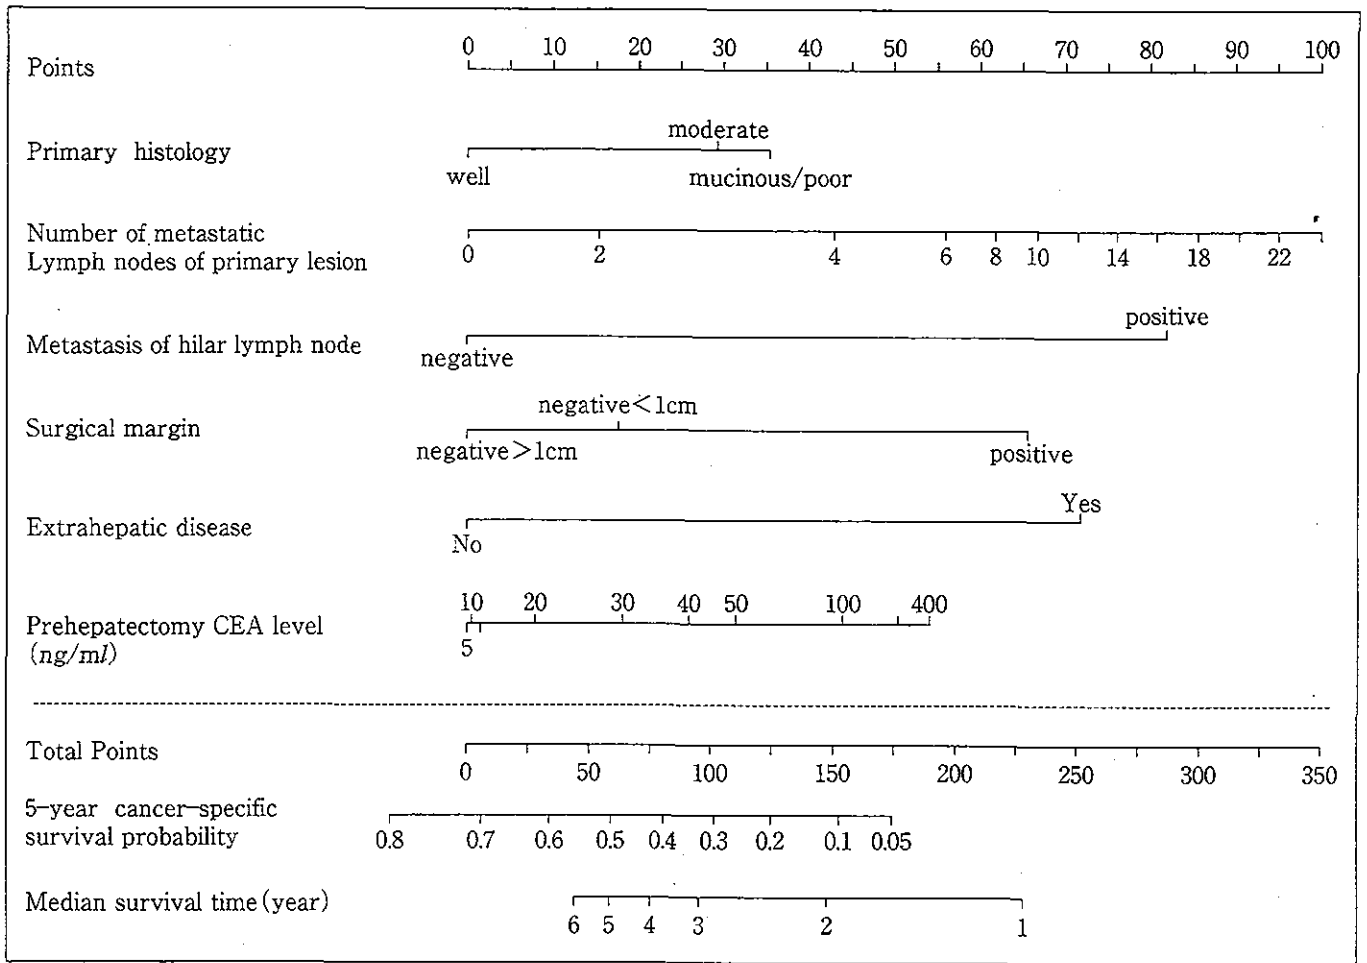 Points
0 10 20 30 40 50 60 70 80 90 100
Primary histology
moderate
well
mucinous/poor
Number of metastatic
Lymph nodes of primary lesion
0 2 4 6 8 10 14 18 22
Metastasis of hilar lymph node
positive
negative
Surgical margin
negative<1cm
negative>1cm
positive
Extrahepatic disease
Yes
No
Prehepatectomy CEA level
(ng/ml)
10 20 30 40 50 100 400
5
Total Points
0 50 100 150 200 250 300 350
5-year cancer-specific
survival probability
0.8 0.7 0.6 0.5 0.4 0.3 0.2 0.1 0.05
Median survival time (year)
6 5 4 3 2 1